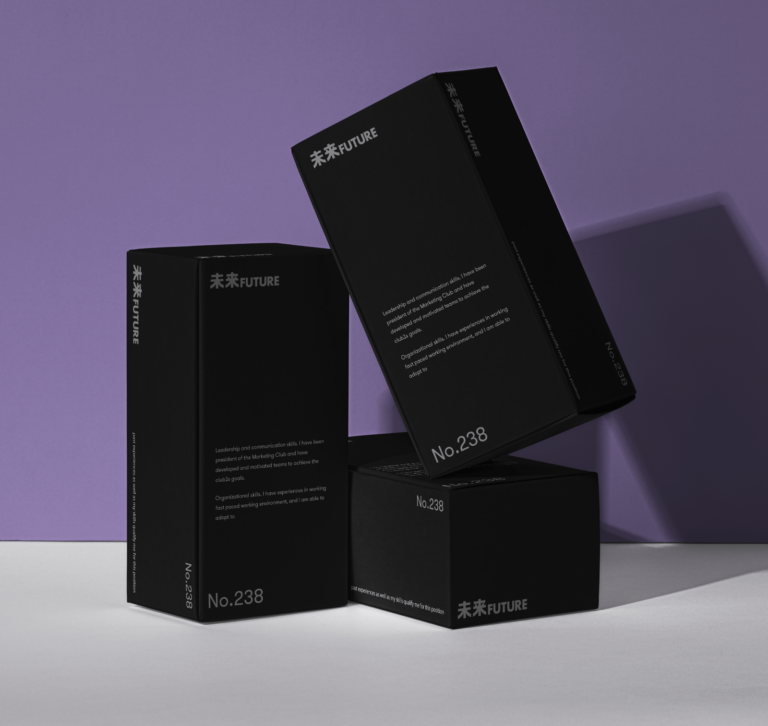 未来FUTURE
未来FUTURE
Leadership and communication skills. I have been
president of the Marketing Club and have
developed and motivated teams to achieve the
club2s goals.
Organizational skills. I have experiences in working
fast paced working environment, and I am able to
adapt to
No.238
No.238
未来FUTURE
未来FUTURE
past experiences as well as my skills qualify me for this position
No.238
Leadership and communication skills. I have been
president of the Marketing Club and have
developed and motivated teams to achieve the
club2s goals.
Organizational skills. I have experiences in working
fast paced working environment, and I am able to
adapt to
No.238
No.238
past experiences as well as my skills qualify me for this position
未来FUTURE